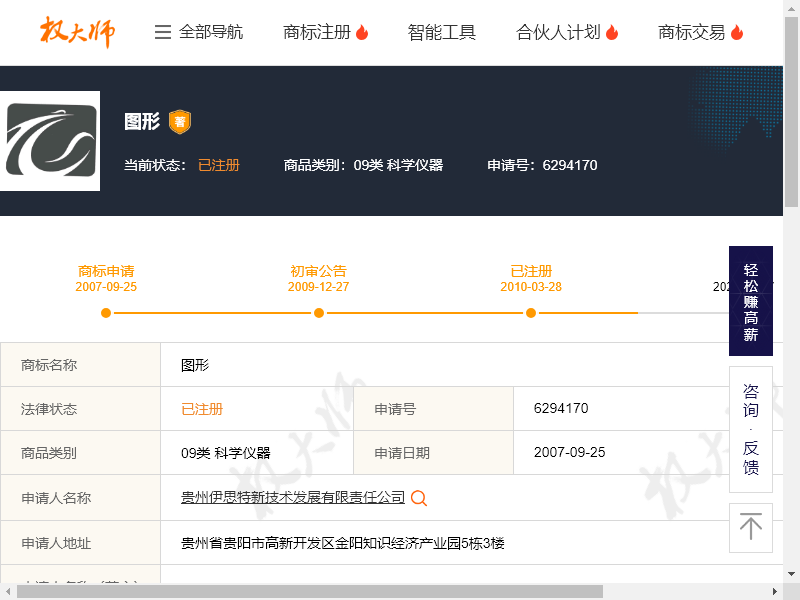 权大师
全部导航 商标注册 智能工具 合伙人计划 商标交易
图形 著
当前状态： 已注册 商品类别：09类 科学仪器 申请号：6294170
商标申请 初审公告 已注册
2007-09-25 2009-12-27 2010-03-28
轻松赚高薪
商标名称 图形
法律状态 已注册 申请号 6294170
商品类别 09类 科学仪器 申请日期 2007-09-25
申请人名称 贵州伊思特新技术发展有限责任公司
申请人地址 贵州省贵阳市高新开发区金阳知识经济产业园5栋3楼
咨询·反馈
权大师